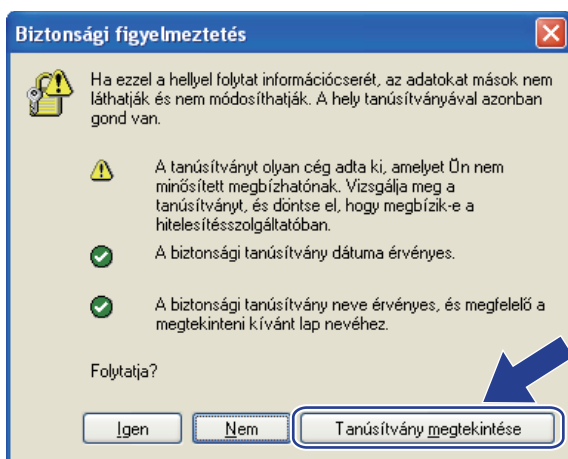 Biztonsági figyelmeztetés
Ha ezzel a hellyel folytat információcserét, az adatokat mások nem
láthatják és nem módosíthatják. A hely tanúsítványával azonban
gond van.
A tanúsítványt olyan cég adta ki, amelyet Ön nem
minősített megbízhatónak. Vizsgálja meg a
tanúsítványt, és döntse el, hogy megbízik-e a
hitelesítésszolgáltatóban.
A biztonsági tanúsítvány dátuma érvényes.
A biztonsági tanúsítvány neve érvényes, és megfelelő a
megtekinteni kívánt lap nevéhez.
Folytatja?
Igen Nem Tanúsítvány megtekintése